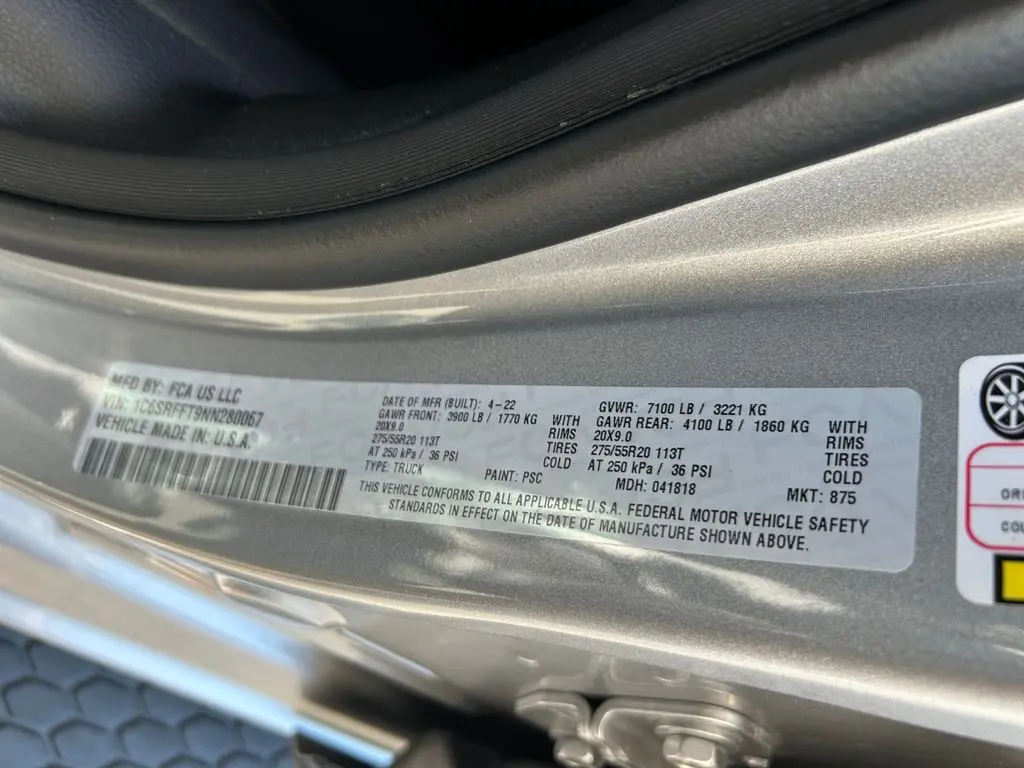 MFD BY: FCA US LLC
VIN: 1C6SRFFT9NN280067
VEHICLE MADE IN: U.S.A.
DATE OF MFR (BUILT): 4-22
GAWR FRONT: 3900 LB / 1770 KG WITH
20X9.0 RIMS
275/55R20 113T TIRES
AT 250 kPa / 36 PSI COLD
TYPE: TRUCK PAINT: PSC
GVWR: 7100 LB / 3221 KG
GAWR REAR: 4100 LB / 1860 KG WITH
20X9.0 RIMS
275/55R20 113T TIRES
AT 250 kPa / 36 PSI COLD
MDH: 041818 MKT: 875
THIS VEHICLE CONFORMS TO ALL APPLICABLE U.S.A. FEDERAL MOTOR VEHICLE SAFETY
STANDARDS IN EFFECT ON THE DATE OF MANUFACTURE SHOWN ABOVE.